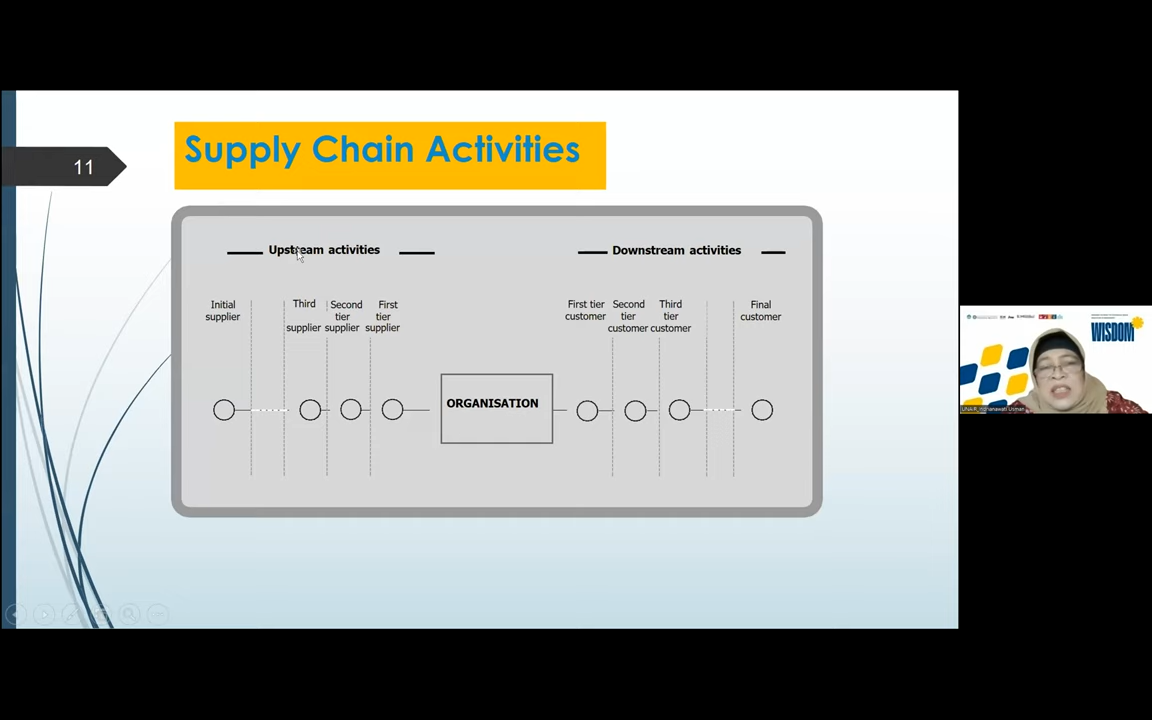 11
Supply Chain Activities
Upstream activities
Downstream activities
Initial
supplier
Third
supplier
Second
tier
supplier
First
tier
supplier
First tier
customer
Second
tier
customer
Third
tier
customer
Final
customer
ORGANISATION
WISDOM